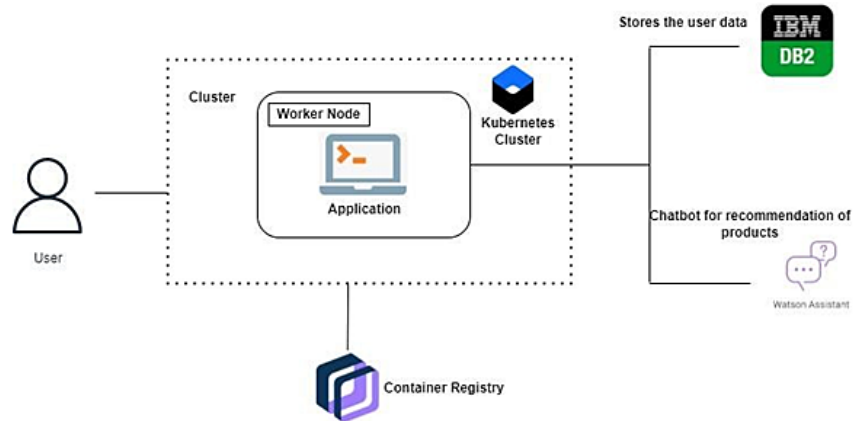 Stores the user data
IBM
DB2
Cluster
Worker Node
Kubernetes
Cluster
Application
User
Chatbot for recommendation of
products
Watson Assistant
Container Registry